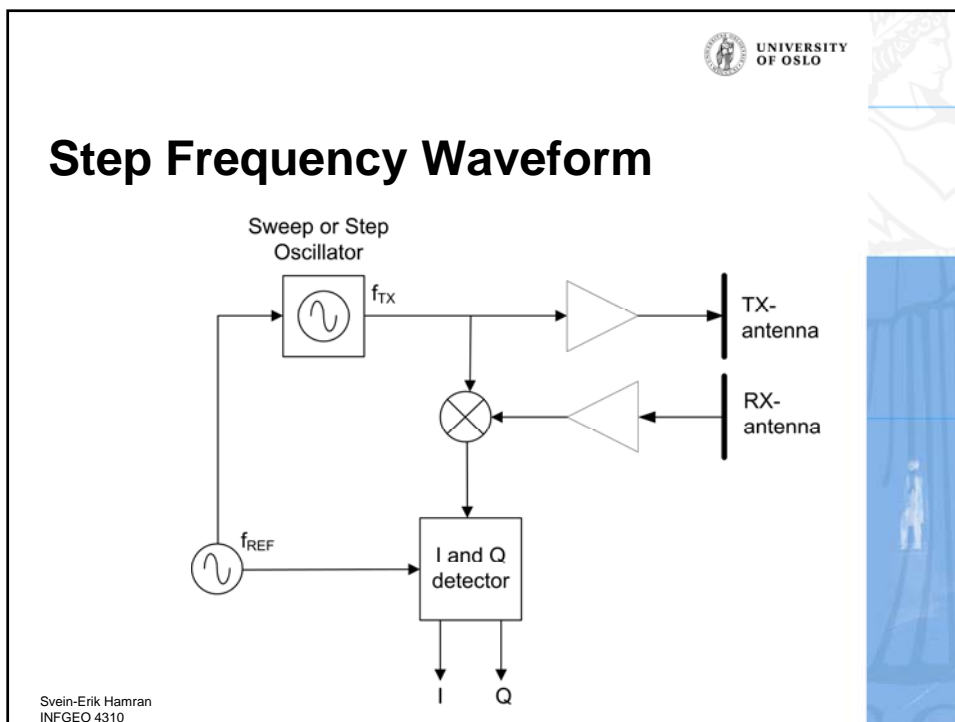 UNIVERSITY
OF OSLO
Step Frequency Waveform
Sweep or Step
Oscillator
fTX
TX-
antenna
RX-
antenna
fREF
I and Q
detector
I
Q
Svein-Erik Hamran
INFGEO 4310